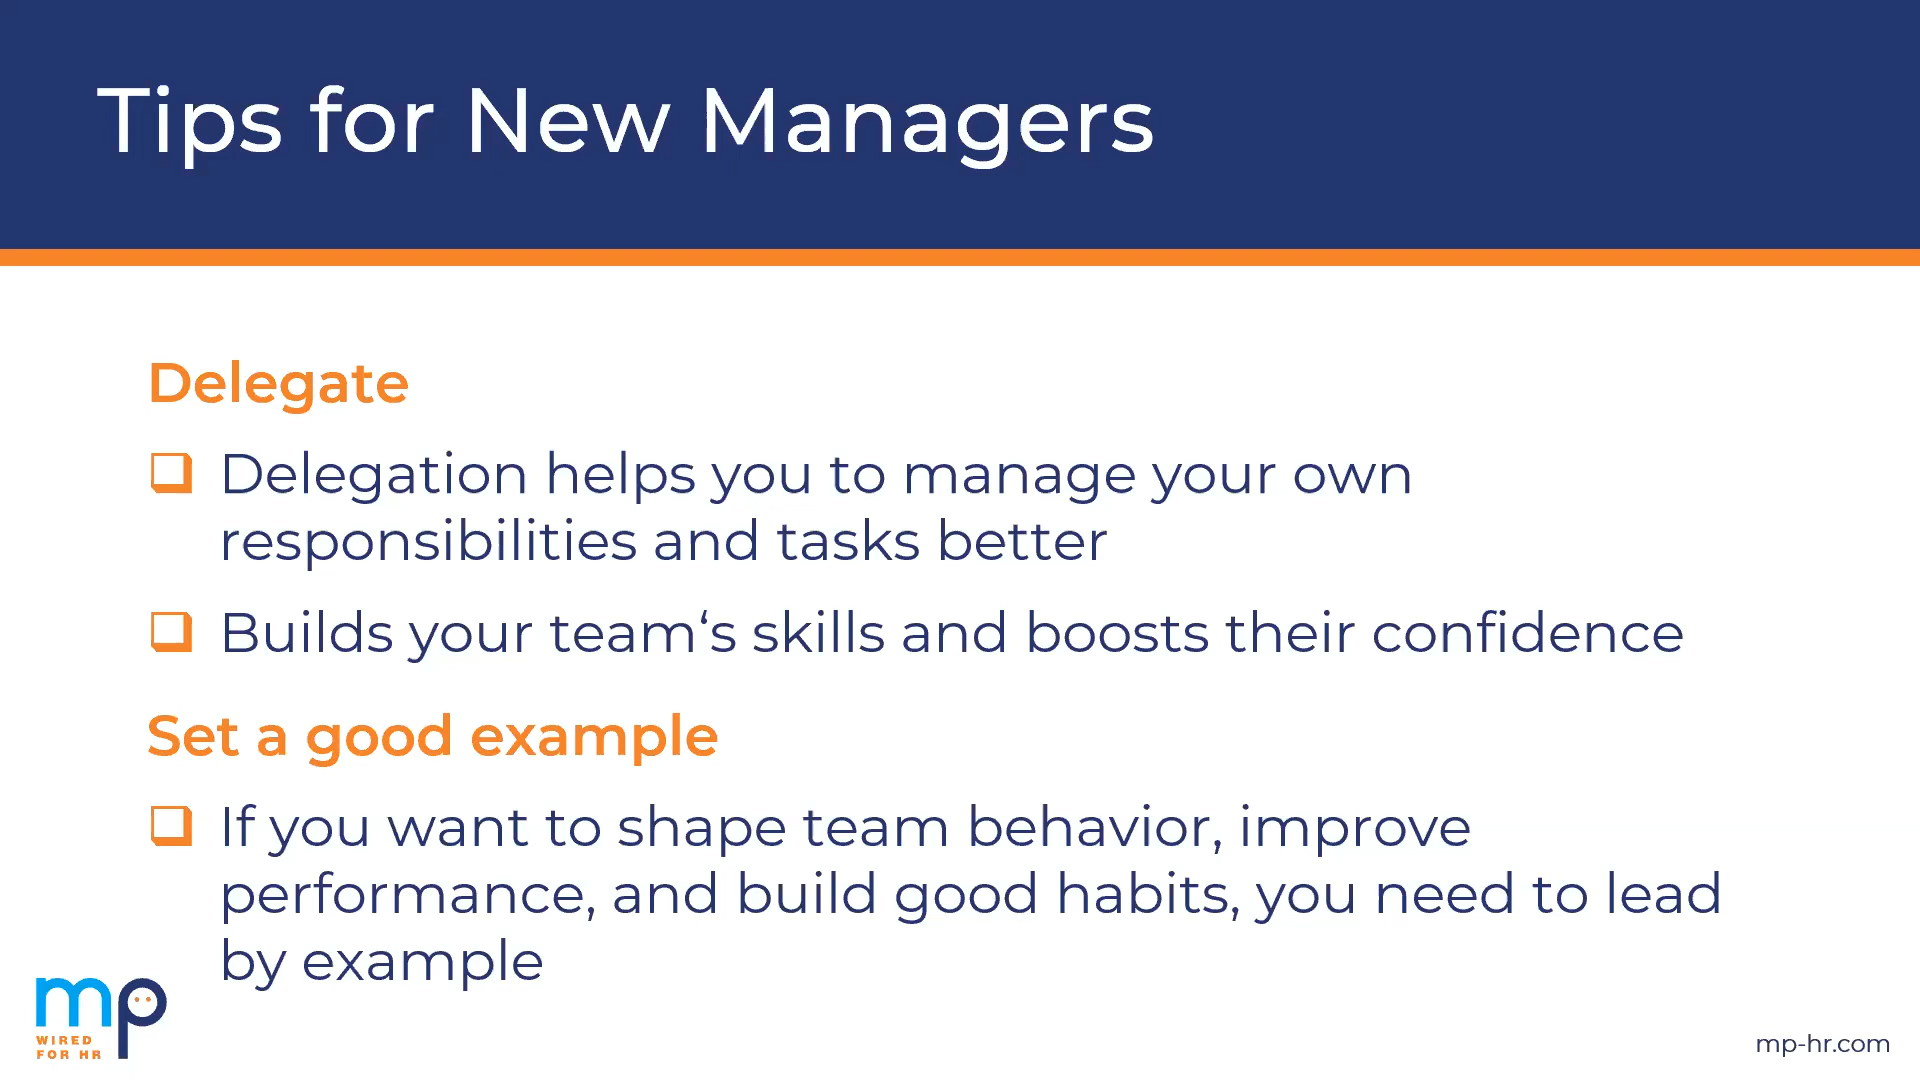 Tips for New Managers
Delegate
Delegation helps you to manage your own
responsibilities and tasks better
Builds your team‘s skills and boosts their confidence
Set a good example
If you want to shape team behavior, improve
performance, and build good habits, you need to lead
by example
mp
WIRED
FOR HR
mp-hr.com